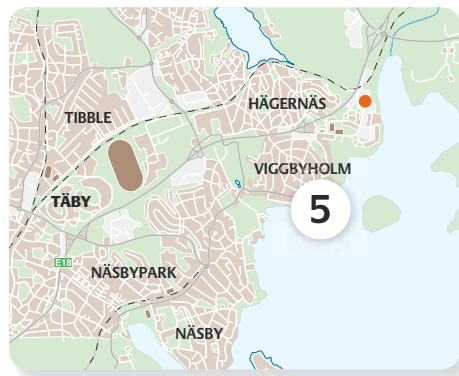 HÄGERNÄS
TIBBLE
VIGGBYHOLM
TÄBY
5
E18
NÄSBYPARK
NÄSBY